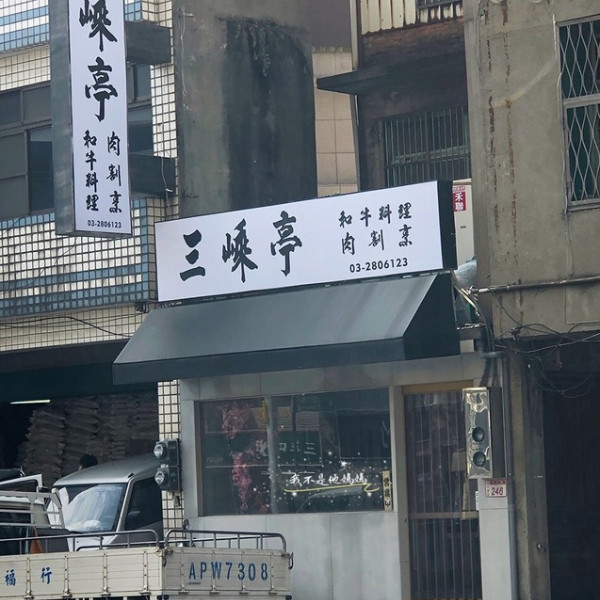 嵊亭
和牛料理
肉割烹
03-2806123
三嵊亭
和牛料理
肉割烹
03-2806123
我不是他媽媽
246
福行
APW7308